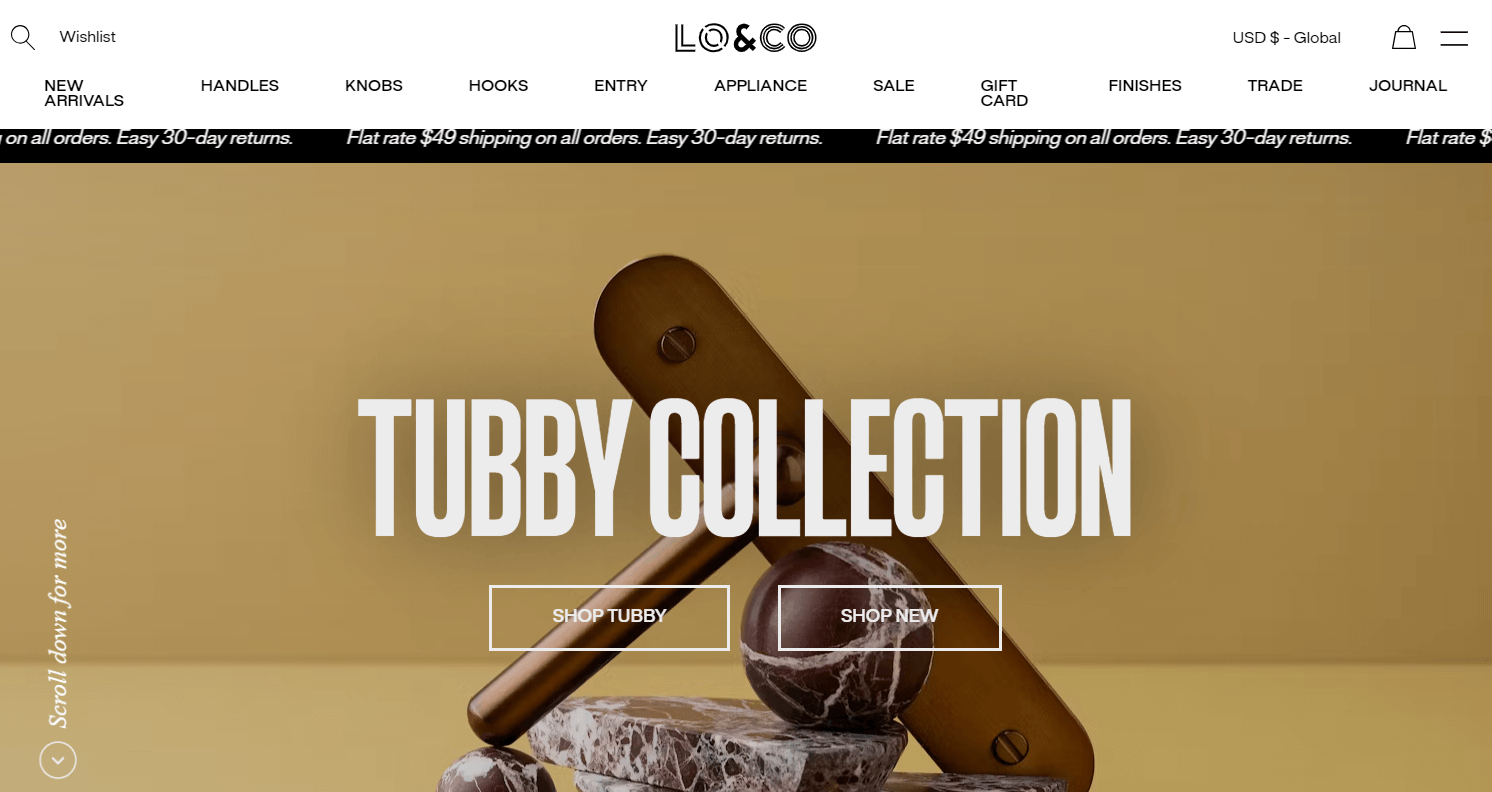 Wishlist
LO&CO
USD $ - Global
NEW
ARRIVALS
HANDLES
KNOBS
HOOKS
ENTRY
APPLIANCE
SALE
GIFT
CARD
FINISHES
TRADE
JOURNAL
on all orders. Easy 30-day returns. Flat rate $49 shipping on all orders. Easy 30-day returns. Flat rate $49 shipping on all orders. Easy 30-day returns. Flat rate $
TUBBY COLLECTION
SHOP TUBBY
SHOP NEW
Scroll down for more